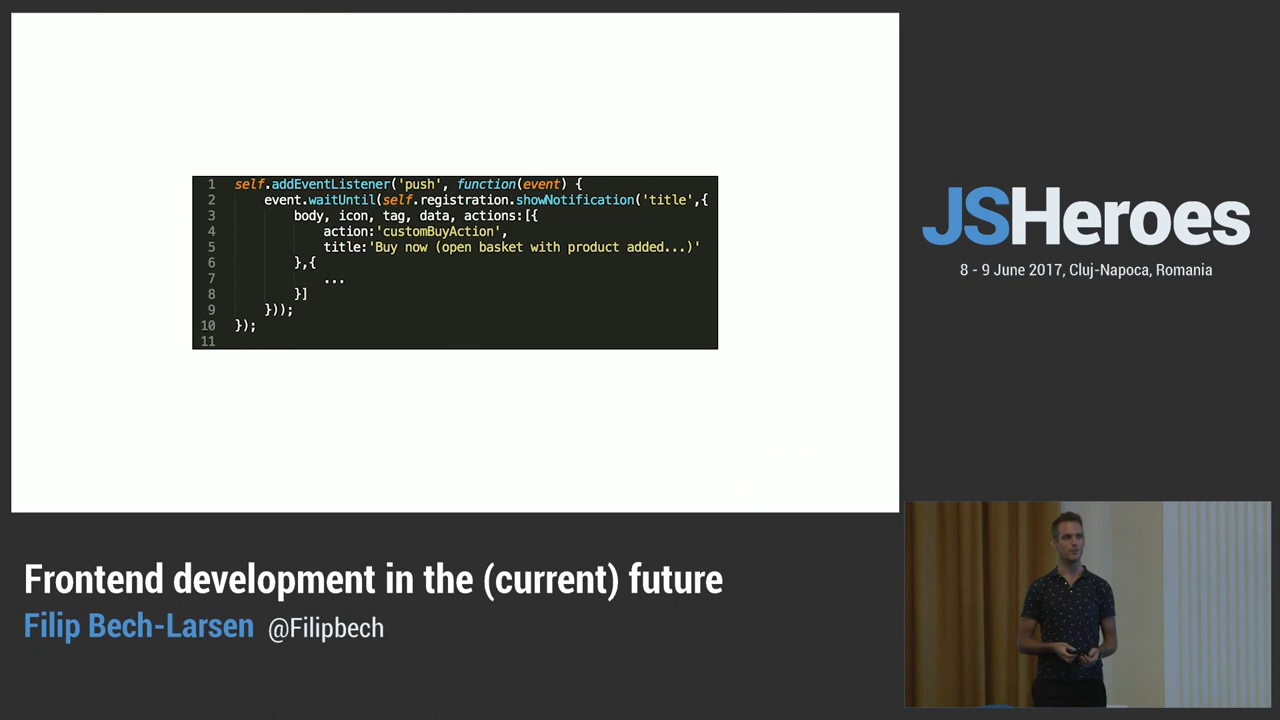 1 self.addEventListener('push', function(event) {
2 event.waitUntil(self.registration.showNotification('title',{
3 body, icon, tag, data, actions:[{
4 action:'customBuyAction',
5 title:'Buy now (open basket with product added...)'
6 },{
7 ...
8 }]
9 }));
10 });
11
JSHeroes
8 - 9 June 2017, Cluj-Napoca, Romania
Frontend development in the (current) future
Filip Bech-Larsen @Filipbech